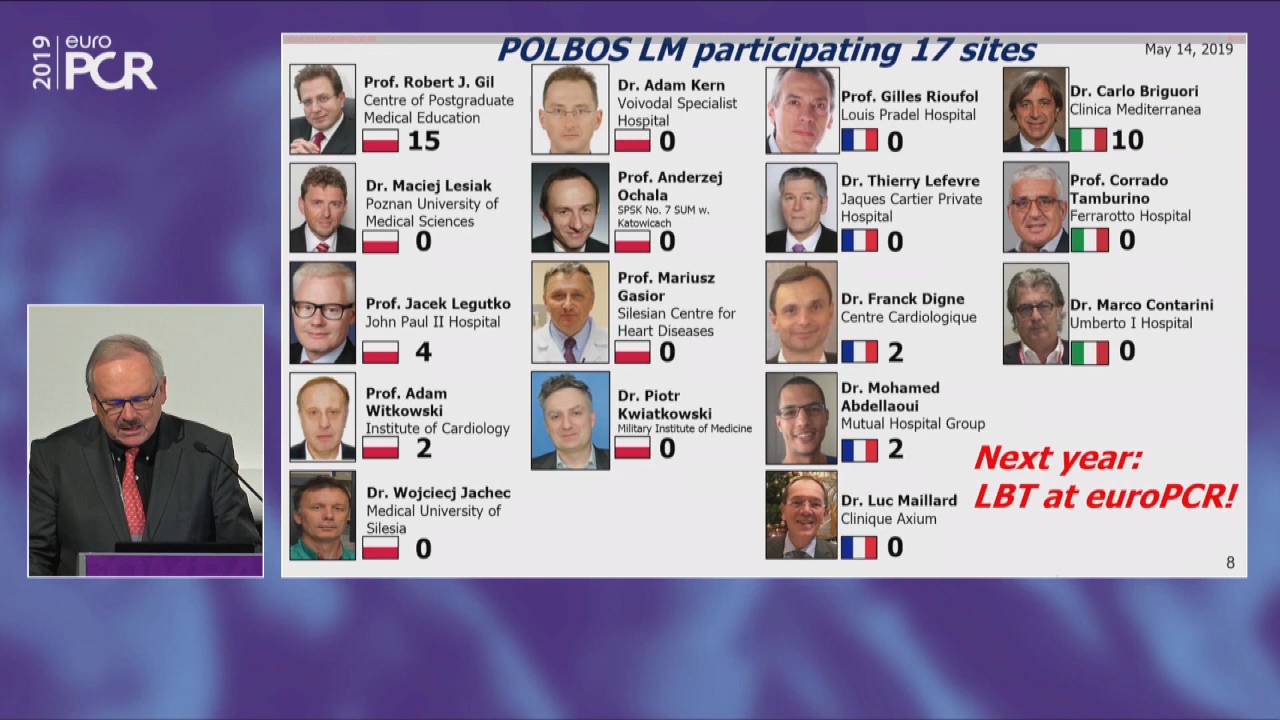 2019
euro
PCR
POLBOS LM participating 17 sites
May 14, 2019
Prof. Robert J. Gil
Centre of Postgraduate
Medical Education
15
Dr. Maciej Lesiak
Poznan University of
Medical Sciences
0
Prof. Jacek Legutko
John Paul II Hospital
4
Prof. Adam
Witkowski
Institute of Cardiology
2
Dr. Wojciecj Jachec
Medical University of
Silesia
0
Dr. Adam Kern
Voivodal Specialist
Hospital
0
Prof. Anderzej
Ochala
SPSK No. 7 SUM w.
Katowicach
0
Prof. Mariusz
Gasior
Silesian Centre for
Heart Diseases
0
Dr. Piotr
Kwiatkowski
Military Institute of Medicine
0
Prof. Gilles Rioufol
Louis Pradel Hospital
0
Dr. Thierry Lefevre
Jaques Cartier Private
Hospital
0
Dr. Franck Digne
Centre Cardiologique
2
Dr. Mohamed
Abdellaoui
Mutual Hospital Group
2
Dr. Luc Maillard
Clinique Axium
0
Dr. Carlo Briguori
Clinica Mediterranea
10
Prof. Corrado
Tamburino
Ferrarotto Hospital
0
Dr. Marco Contarini
Umberto I Hospital
0
Next year:
LBT at euroPCR!
8